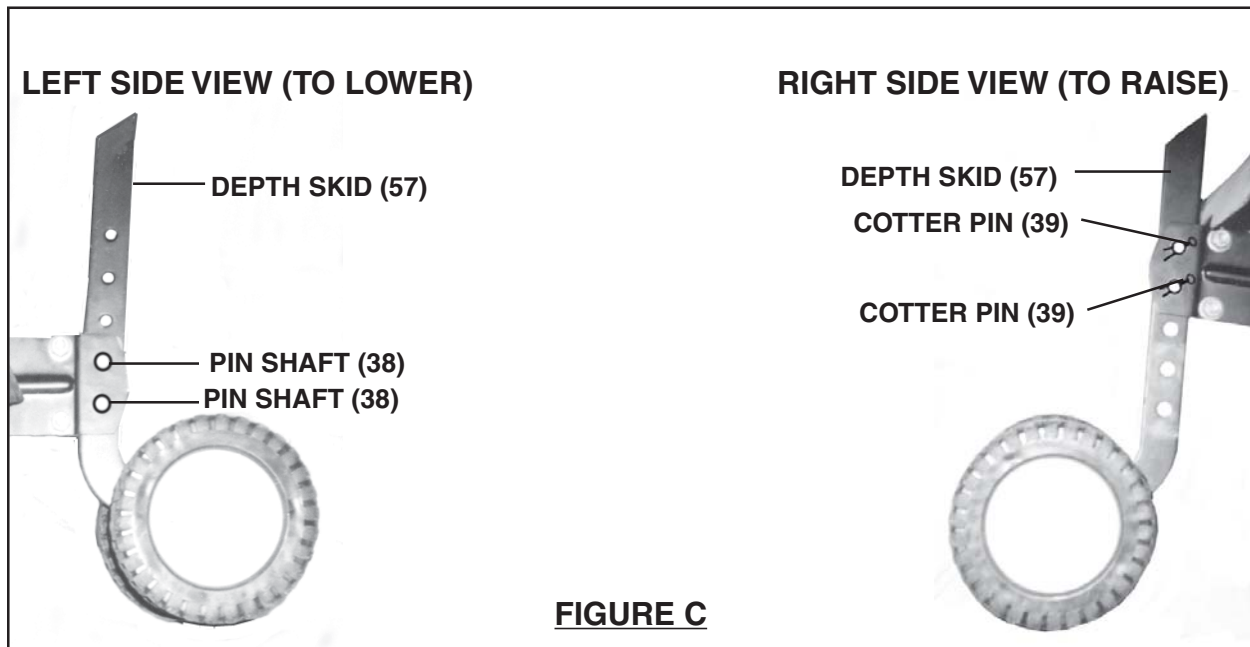 LEFT SIDE VIEW (TO LOWER)
DEPTH SKID (57)
PIN SHAFT (38)
PIN SHAFT (38)
RIGHT SIDE VIEW (TO RAISE)
DEPTH SKID (57)
COTTER PIN (39)
COTTER PIN (39)
FIGURE C